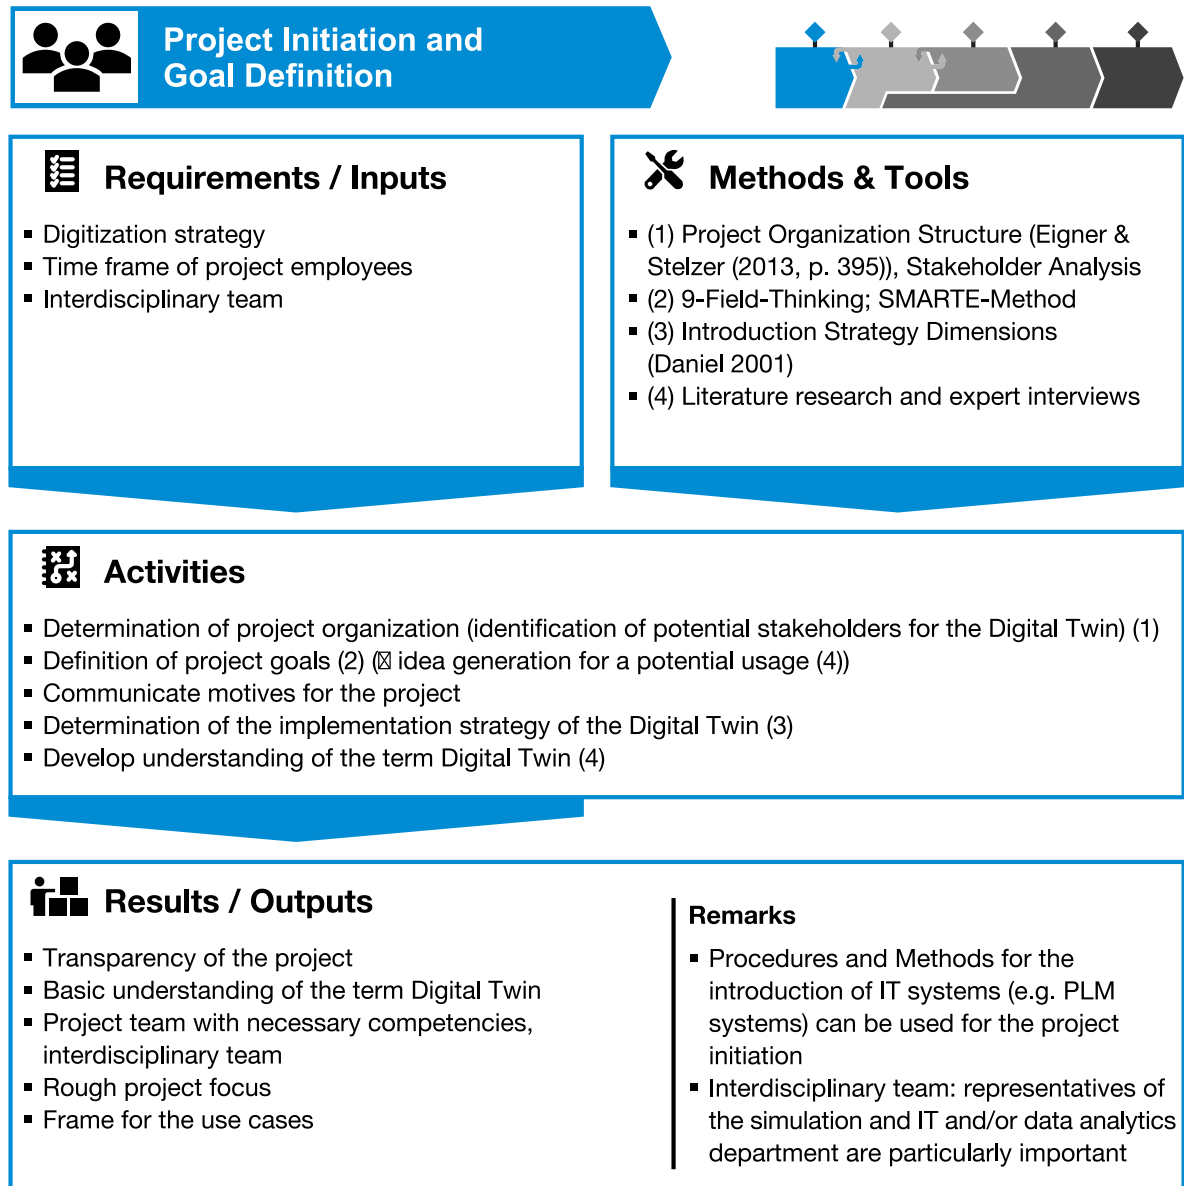 Project Initiation and
Goal Definition
Requirements / Inputs
▪ Digitization strategy
▪ Time frame of project employees
▪ Interdisciplinary team
Methods & Tools
▪ (1) Project Organization Structure (Eigner &
Stelzer (2013, p. 395)), Stakeholder Analysis
▪ (2) 9-Field-Thinking; SMARTE-Method
▪ (3) Introduction Strategy Dimensions
(Daniel 2001)
▪ (4) Literature research and expert interviews
Activities
▪ Determination of project organization (identification of potential stakeholders for the Digital Twin) (1)
▪ Definition of project goals (2) (☒ idea generation for a potential usage (4))
▪ Communicate motives for the project
▪ Determination of the implementation strategy of the Digital Twin (3)
▪ Develop understanding of the term Digital Twin (4)
Results / Outputs
▪ Transparency of the project
▪ Basic understanding of the term Digital Twin
▪ Project team with necessary competencies,
interdisciplinary team
▪ Rough project focus
▪ Frame for the use cases
Remarks
▪ Procedures and Methods for the
introduction of IT systems (e.g. PLM
systems) can be used for the project
initiation
▪ Interdisciplinary team: representatives of
the simulation and IT and/or data analytics
department are particularly important